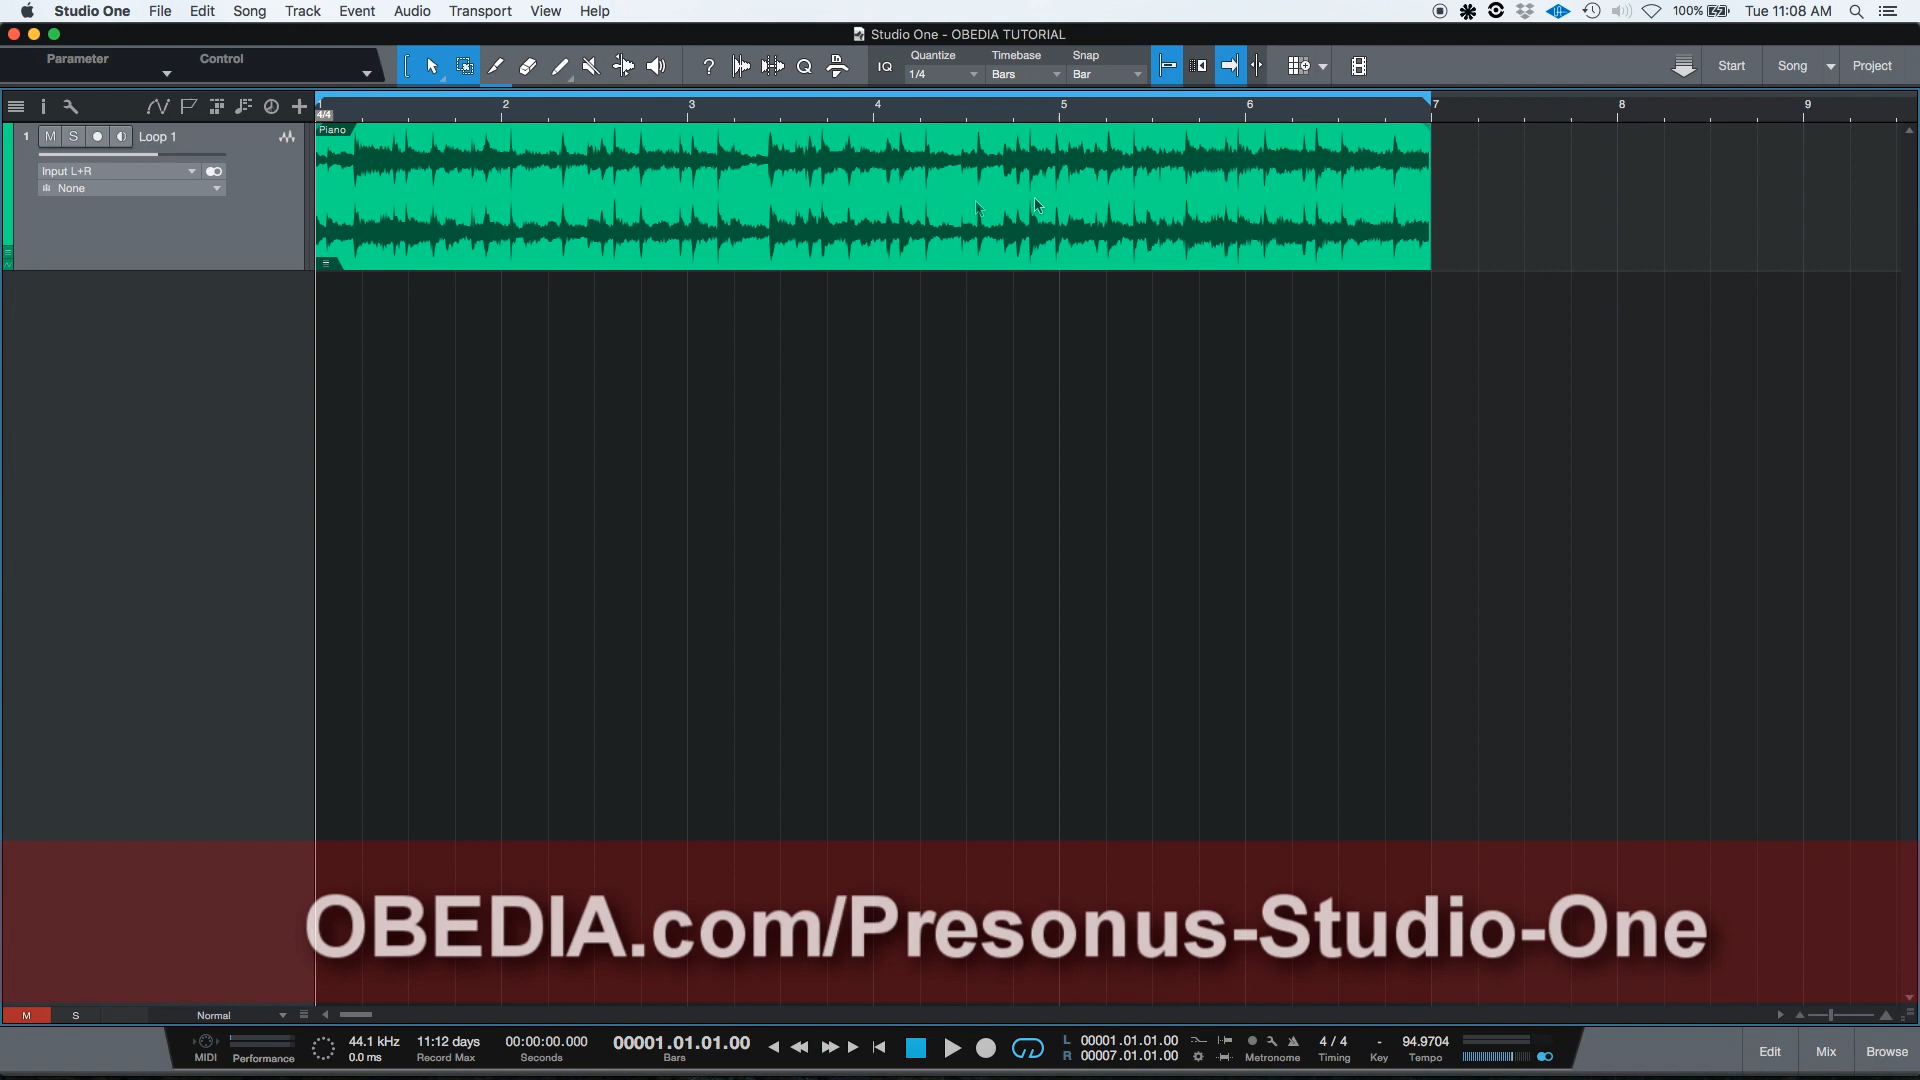 Studio One File Edit Song Track Event Audio Transport View Help 100% Tue 11:08 AM
Studio One - OBEDIA TUTORIAL
Parameter Control
IQ Quantize Timebase Snap
1/4 Bars Bar
Start Song Project
1 2 3 4 5 6 7 8 9
4/4
Piano
1 M S Loop 1
Input L+R
None
OBEDIA.com/Presonus-Studio-One
M S Normal
MIDI Performance
44.1 kHz
0.0 ms
11:12 days
Record Max
00:00:00.000
Seconds
00001.01.01.00
Bars
L 00001.01.01.00
R 00007.01.01.00
Metronome
4 / 4
Timing
-
Key
94.9704
Tempo
Edit Mix Browse